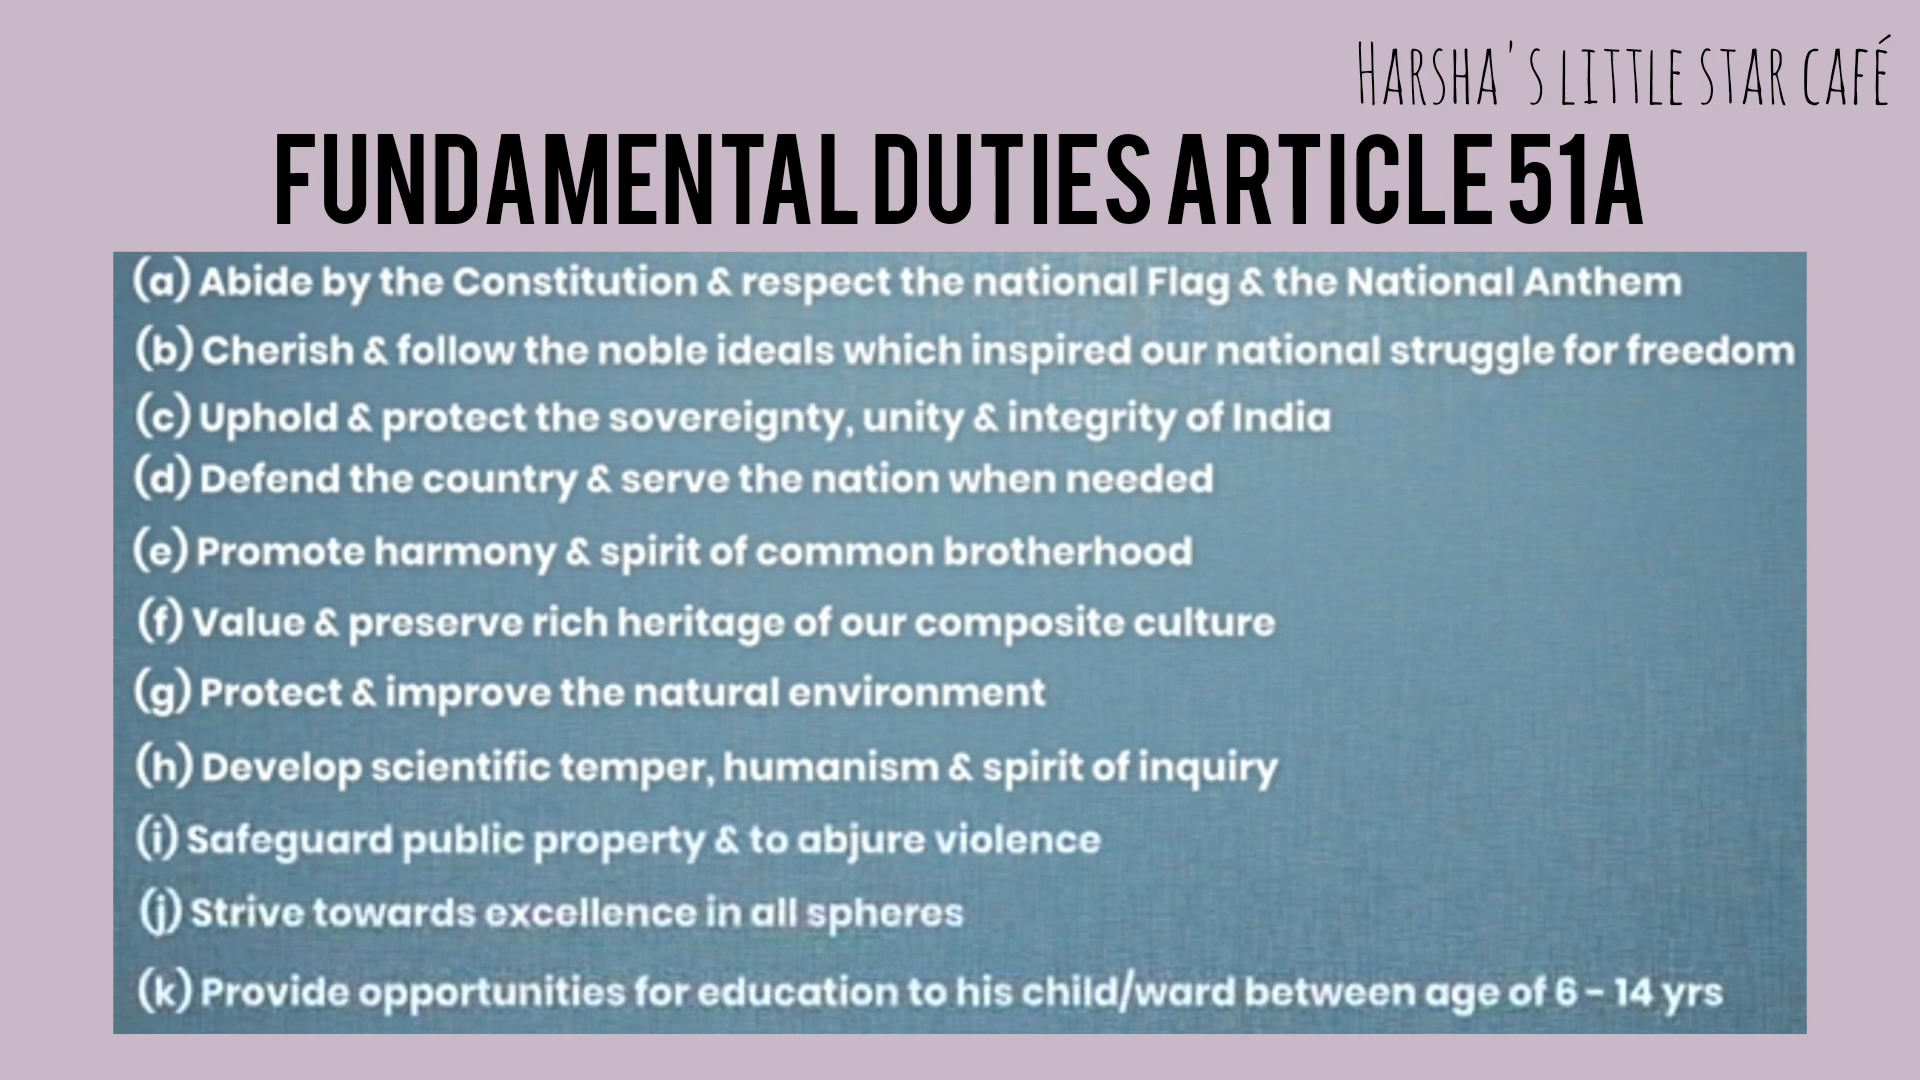 HARSHA'S LITTLE STAR CAFÉ
FUNDAMENTAL DUTIES ARTICLE 51A
(a) Abide by the Constitution & respect the national Flag & the National Anthem
(b) Cherish & follow the noble ideals which inspired our national struggle for freedom
(c) Uphold & protect the sovereignty, unity & integrity of India
(d) Defend the country & serve the nation when needed
(e) Promote harmony & spirit of common brotherhood
(f) Value & preserve rich heritage of our composite culture
(g) Protect & improve the natural environment
(h) Develop scientific temper, humanism & spirit of inquiry
(i) Safeguard public property & to abjure violence
(j) Strive towards excellence in all spheres
(k) Provide opportunities for education to his child/ward between age of 6 - 14 yrs